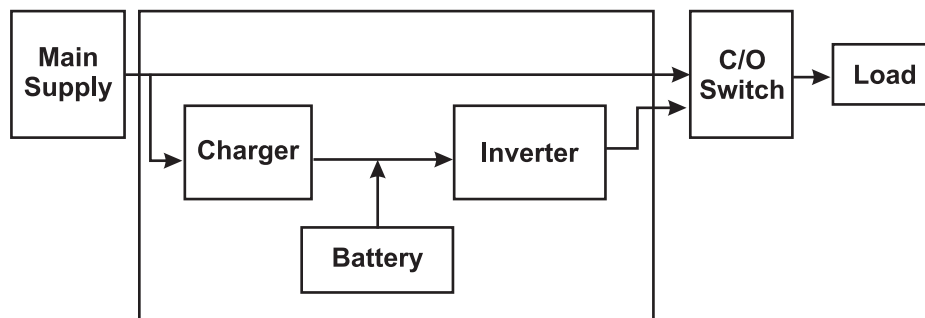 Main
Supply
C/O
Switch
Load
Charger
Inverter
Battery